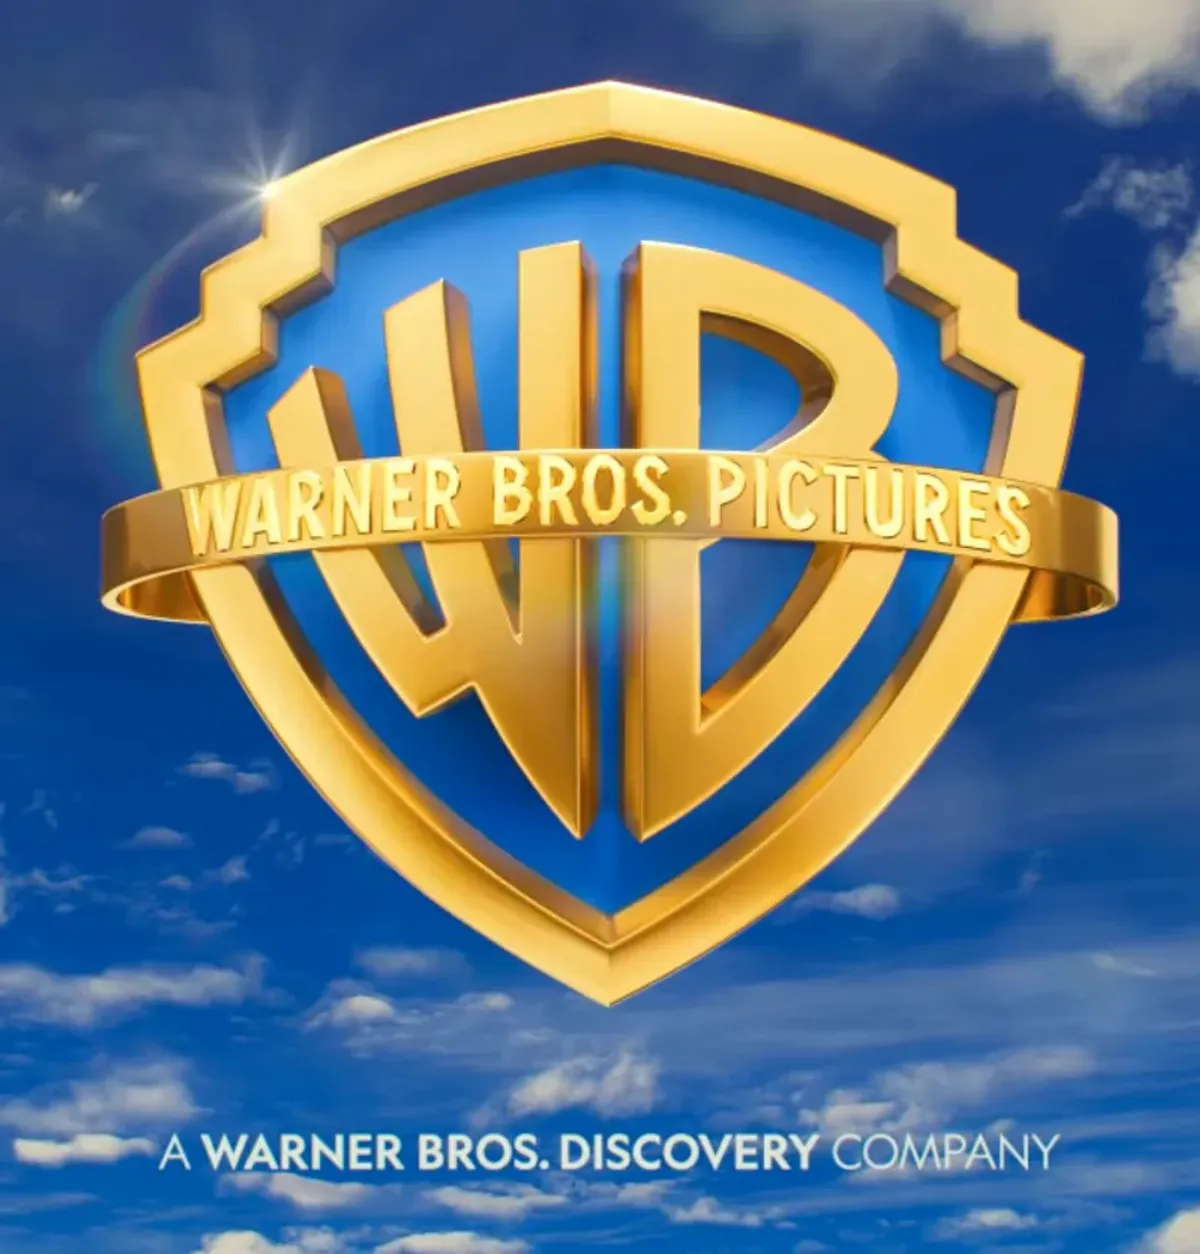 WB
WARNER BROS. PICTURES
A WARNER BROS. DISCOVERY COMPANY